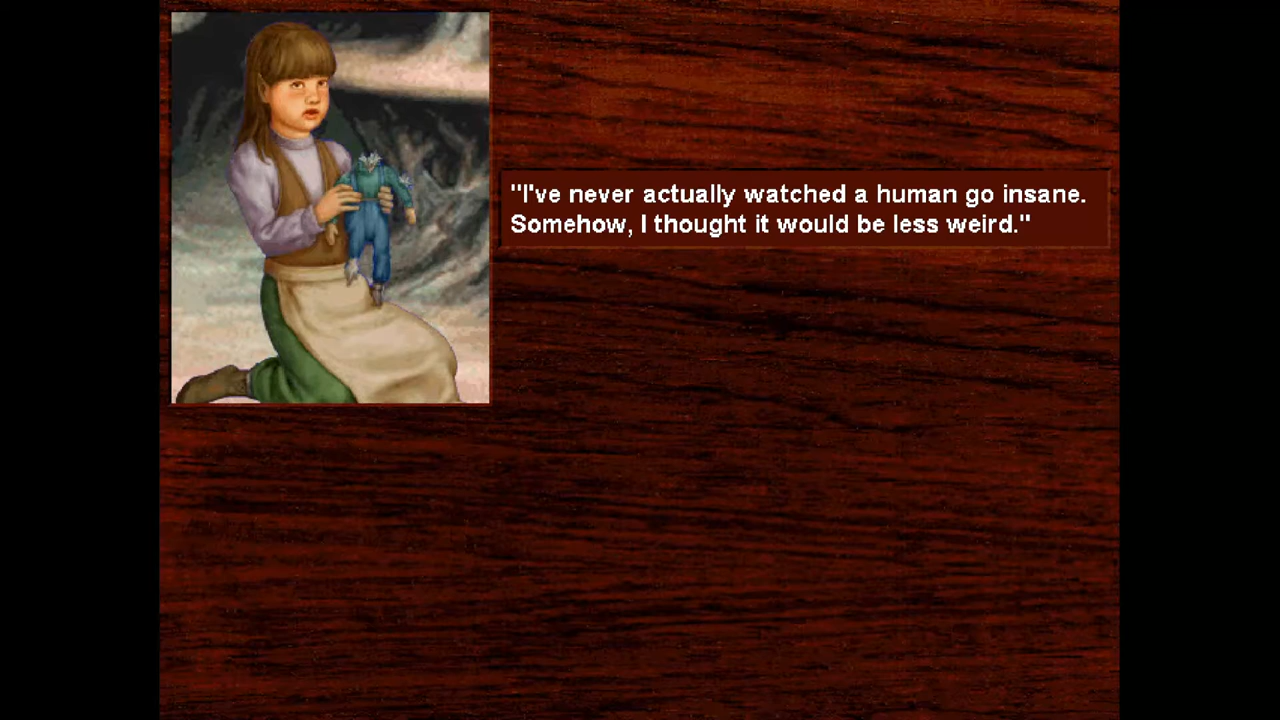 "I've never actually watched a human go insane.
Somehow, I thought it would be less weird."